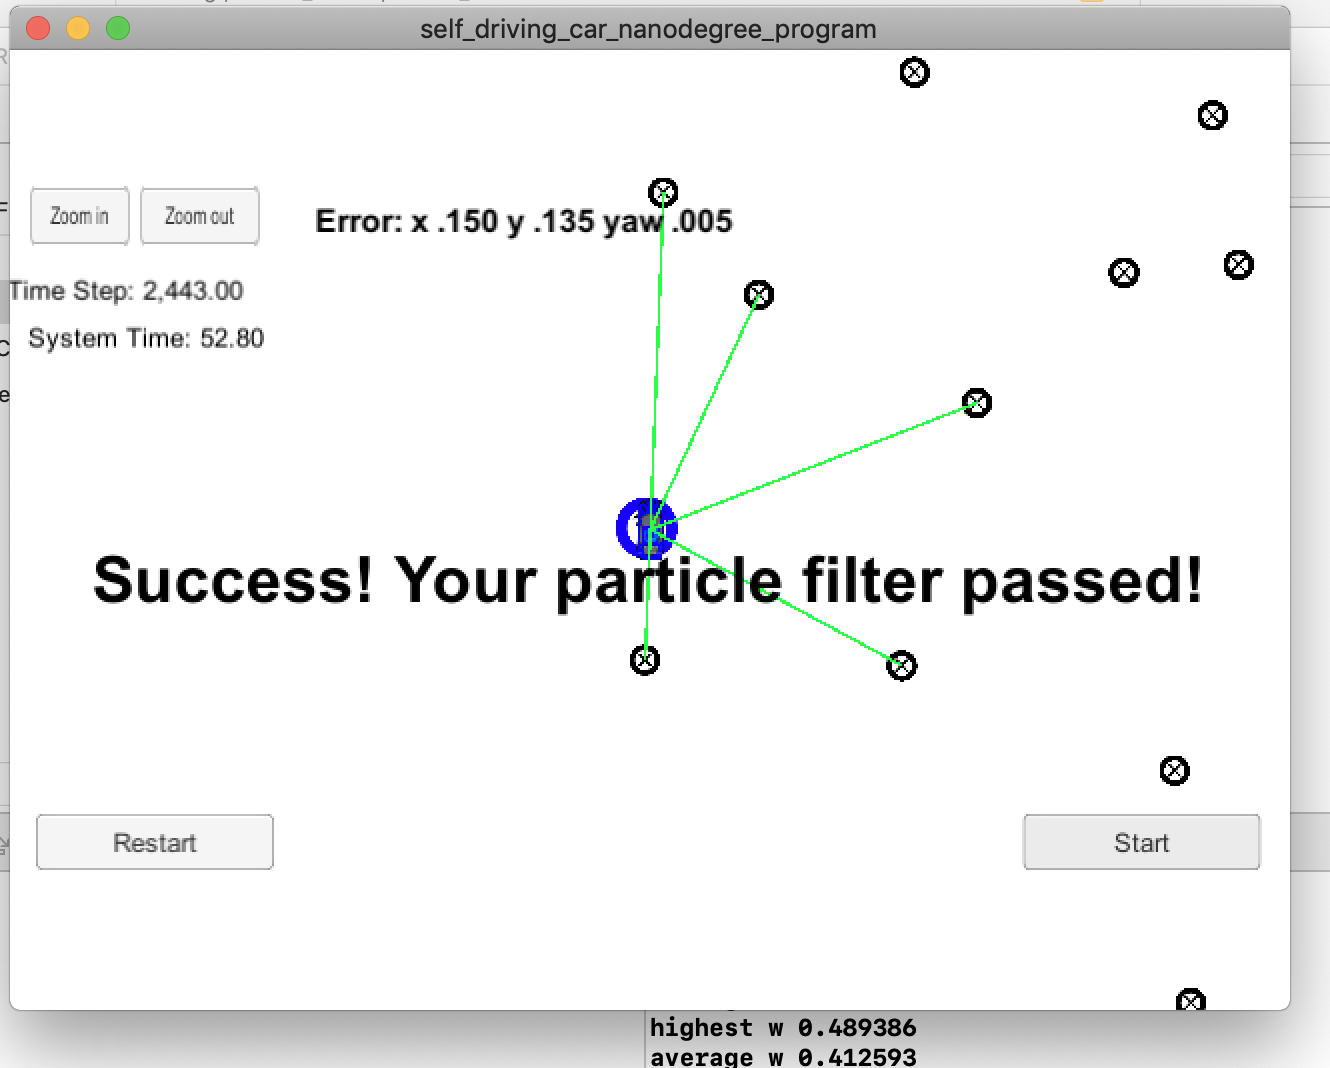 self_driving_car_nanodegree_program
Zoom in
Zoom out
Error: x .150 y .135 yaw .005
Time Step: 2,443.00
System Time: 52.80
Success! Your particle filter passed!
Restart
Start
highest w 0.489386
average w 0.412593